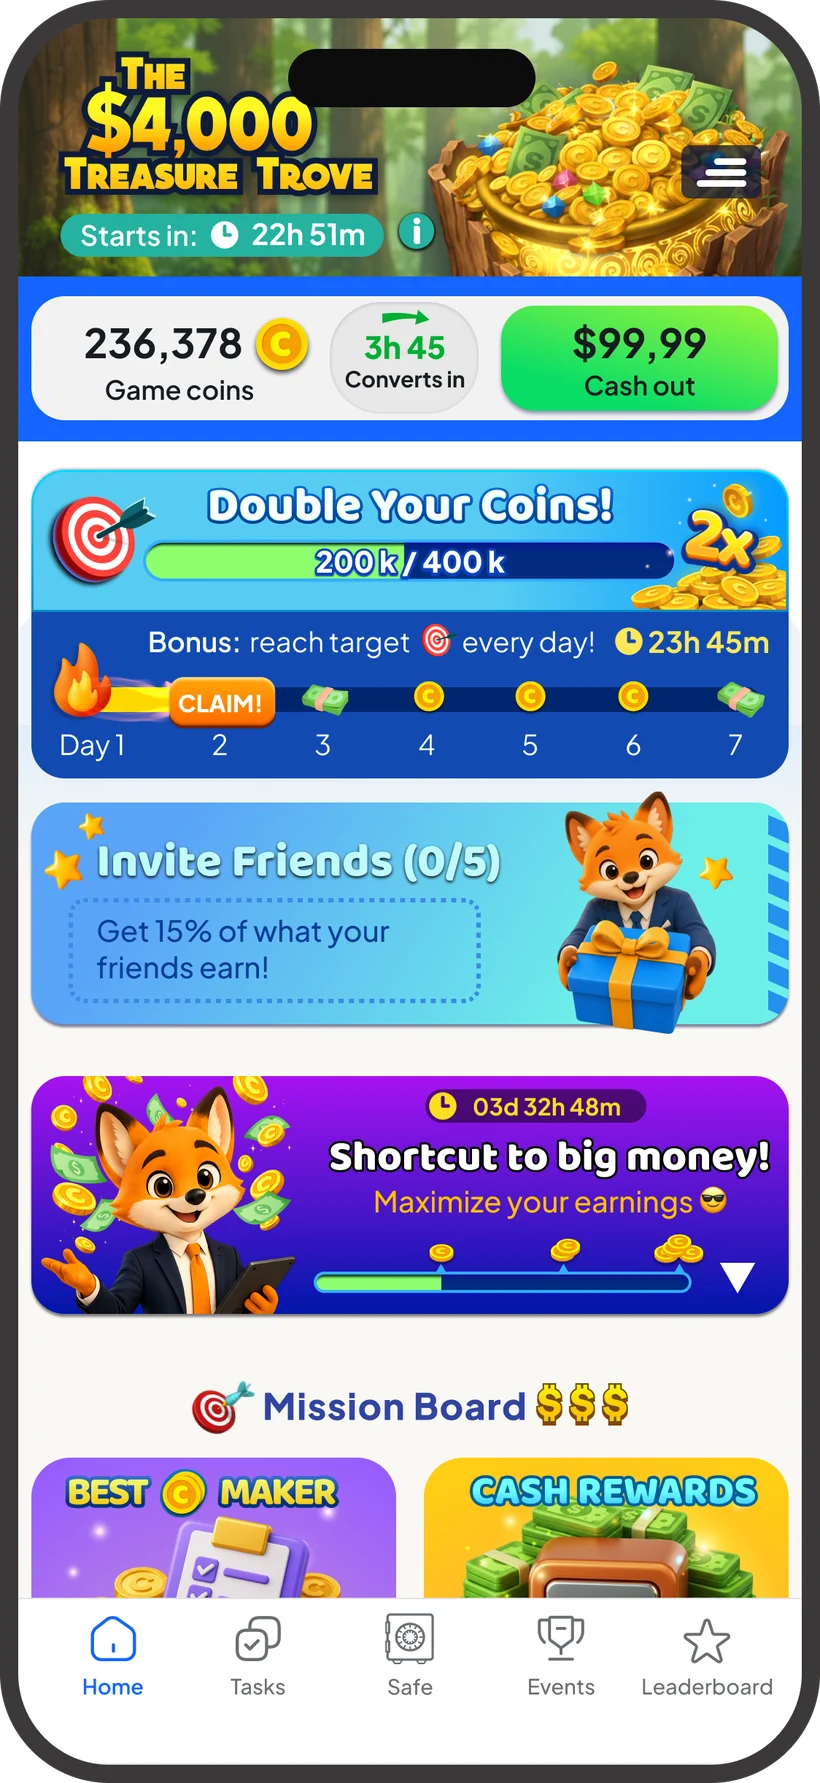 THE
$4,000
TREASURE TROVE
Starts in: 22h 51m
i
236,378
Game coins
3h 45
Converts in
$99,99
Cash out
Double Your Coins!
200 k / 400 k
2x
Bonus: reach target every day! 23h 45m
CLAIM!
Day 1 2 3 4 5 6 7
Invite Friends (0/5)
Get 15% of what your
friends earn!
03d 32h 48m
Shortcut to big money!
Maximize your earnings
Mission Board $$$
BEST C MAKER
CASH REWARDS
Home
Tasks
Safe
Events
Leaderboard